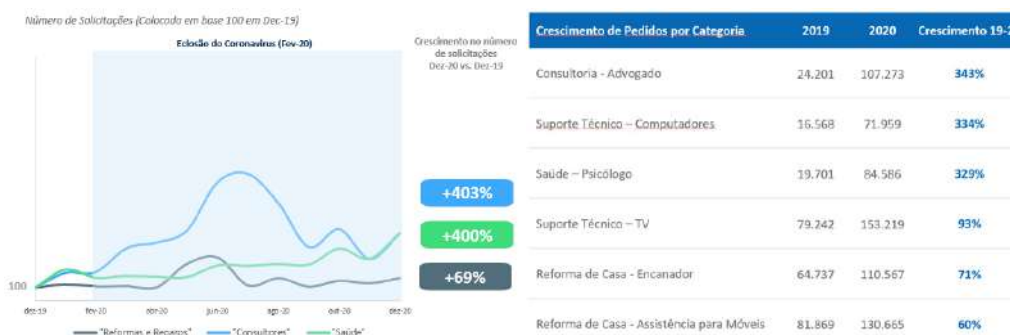 Número de Solicitações (Colocada em base 100 em Dec-19)
Eclosão do Coronavírus (Fev-20)
Crescimento no número
de solicitações
Dez-20 vs. Dez-19
+403%
+400%
+69%
100
dez-19 fev-20 abr-20 jun-20 ago-20 out-20 dez-20
"Reformas e Reparos" "Consultores" "Saúde"
Crescimento de Pedidos por Categoria 2019 2020 Crescimento 19-2
Consultoria - Advogado 24.201 107.273 343%
Suporte Técnico – Computadores 16.568 71.959 334%
Saúde – Psicólogo 19.701 84.586 329%
Suporte Técnico – TV 79.242 153.219 93%
Reforma de Casa - Encanador 64.737 110.567 71%
Reforma de Casa - Assistência para Móveis 81.869 130.665 60%